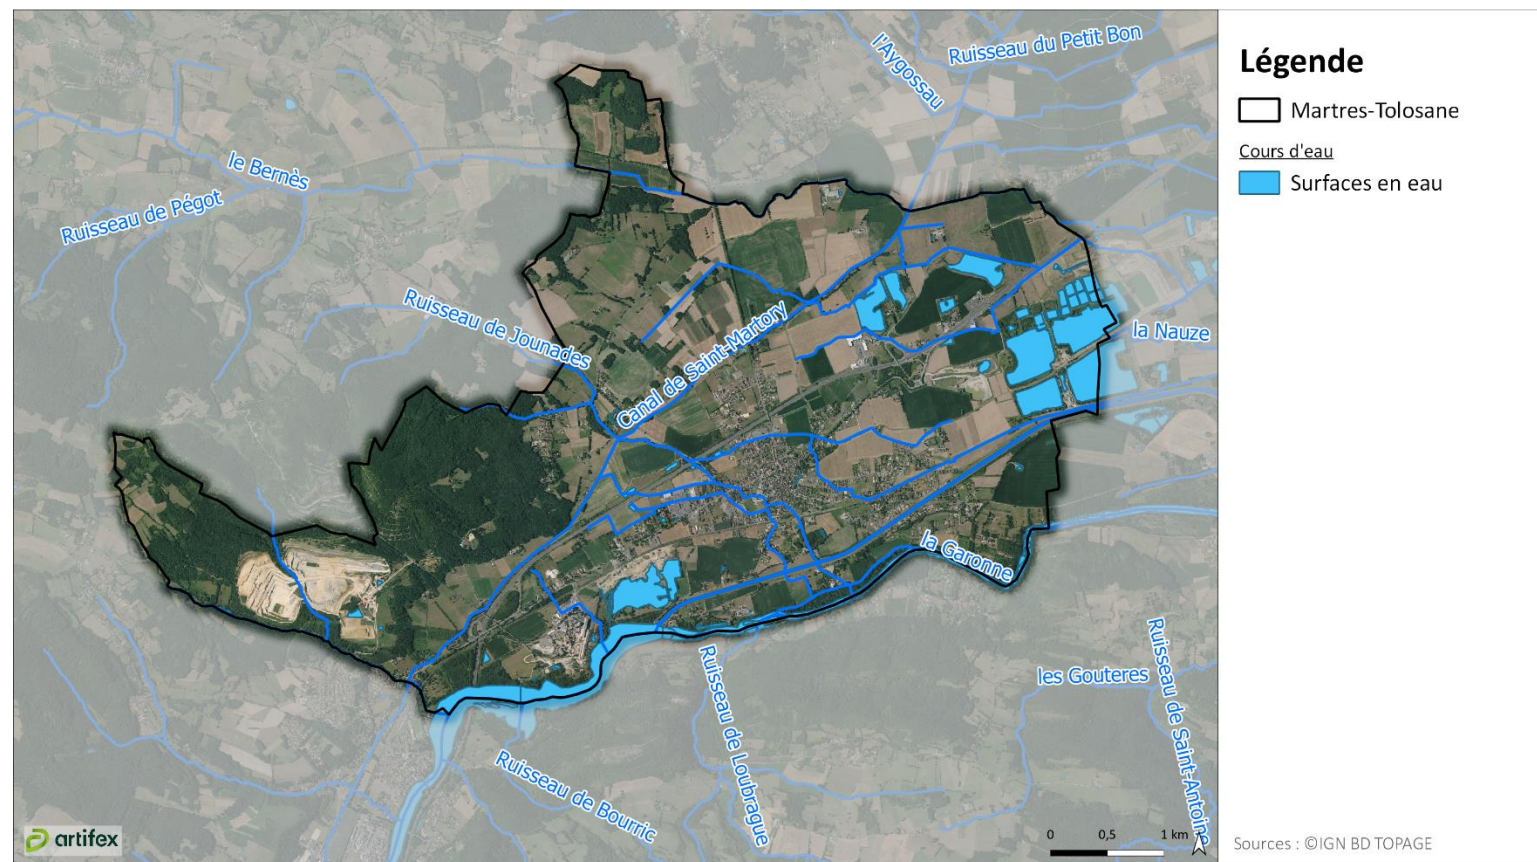 Ruisseau du Petit Bon
l'Aygossau
le Bernès
Ruisseau de Pégot
Ruisseau de Jounades
Canal de Saint-Martory
la Nauze
la Garonne
les Gouteres
Ruisseau de Saint-Antoine
Ruisseau de Loubrague
Ruisseau de Bourric
artifex
0 0,5 1 km
Légende
Martres-Tolosane
Cours d'eau
Surfaces en eau
Sources : ©IGN BD TOPAGE